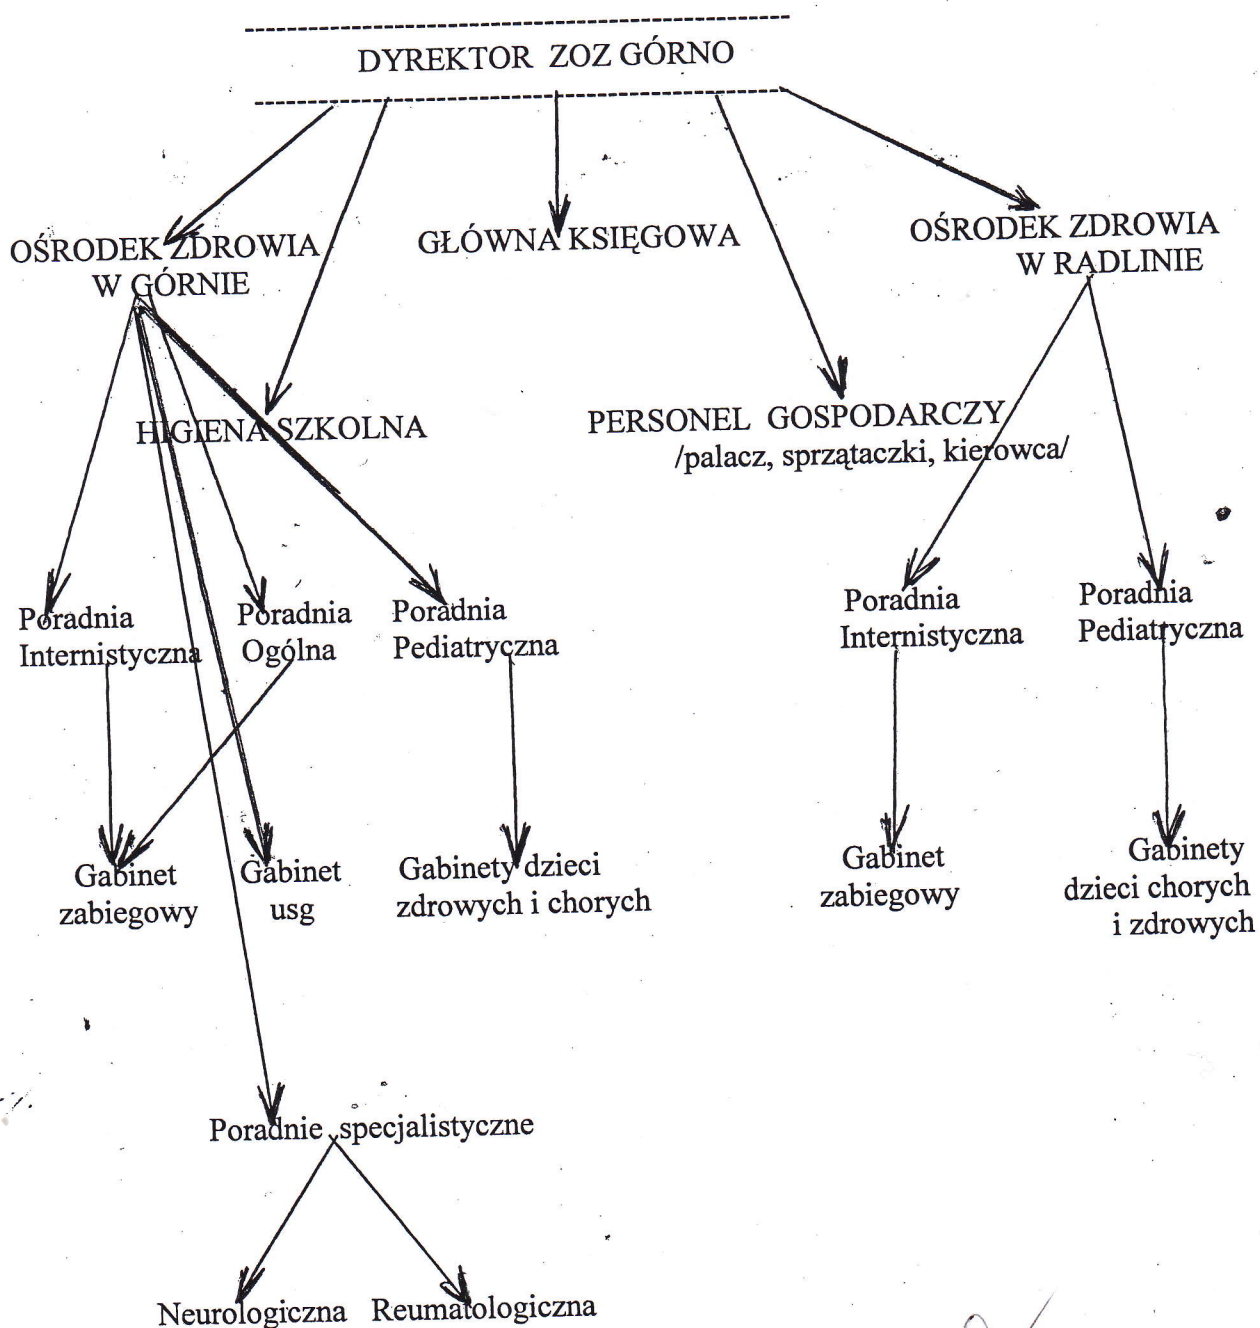 DYREKTOR ZOZ GÓRNO
OŚRODEK ZDROWIA
W GÓRNIE
GŁÓWNA KSIĘGOWA
OŚRODEK ZDROWIA
W RADLINIE
HIGIENA SZKOLNA
PERSONEL GOSPODARCZY
/palacz, sprzątaczki, kierowca/
Poradnia
Internistyczna
Poradnia
Ogólna
Poradnia
Pediatryczna
Poradnia
Internistyczna
Poradnia
Pediatryczna
Gabinet
zabiegowy
Gabinet
usg
Gabinety dzieci
zdrowych i chorych
Gabinet
zabiegowy
Gabinety
dzieci chorych
i zdrowych
Poradnie specjalistyczne
Neurologiczna
Reumatologiczna